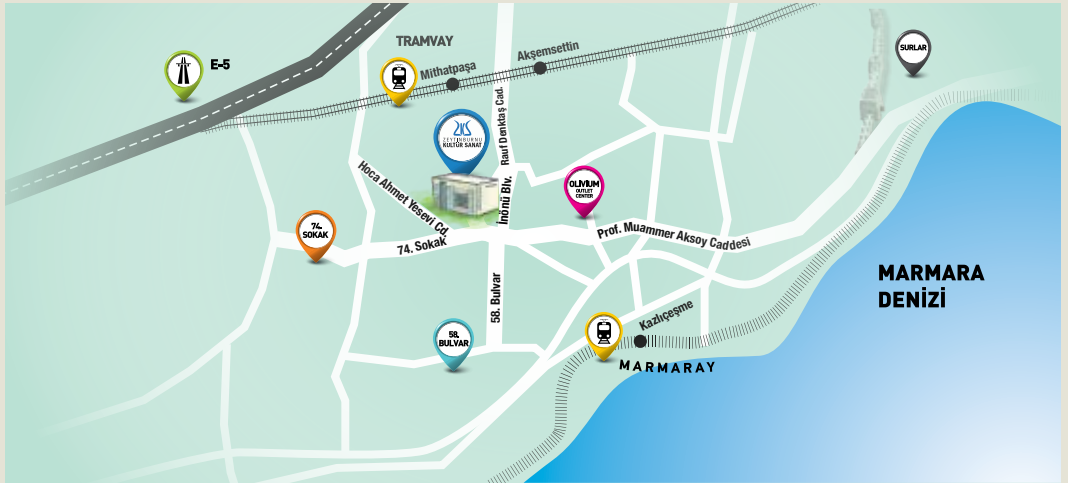 TRAMVAY
E-5
SURLAR
Mithatpaşa
Akşemsettin
ZEYTİNBURNU
KÜLTÜR SANAT
Rauf Denktaş Cad.
İnönü Blv.
Hoca Ahmet Yesevi Cd.
OLIVIUM
OUTLET
CENTER
74.
SOKAK
74. Sokak
Prof. Muammer Aksoy Caddesi
MARMARA
DENİZİ
58. Bulvar
58.
BULVAR
Kazlıçeşme
MARMARAY